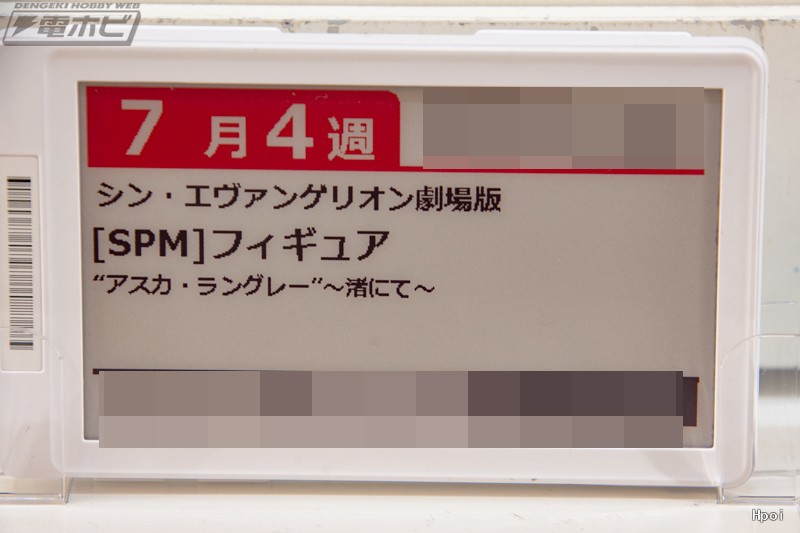 DENGEKI HOBBY WEB
電ホビ
7月4週
シン・エヴァンゲリオン劇場版
[SPM]フィギュア
“アスカ・ラングレー”～渚にて～
Hpoi